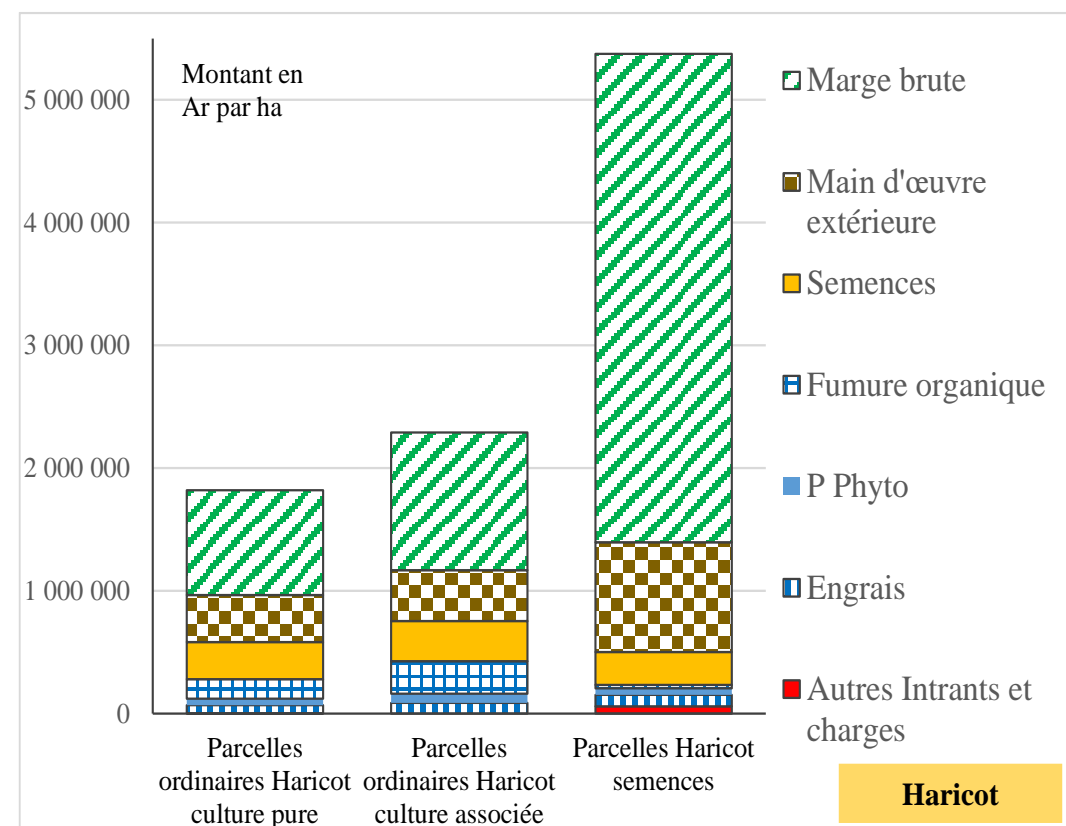 Montant en
Ar par ha
5 000 000
4 000 000
3 000 000
2 000 000
1 000 000
0
Parcelles
ordinaires Haricot
culture pure
Parcelles
ordinaires Haricot
culture associée
Parcelles Haricot
semences
Marge brute
Main d'œuvre
extérieure
Semences
Fumure organique
P Phyto
Engrais
Autres Intrants et
charges
Haricot